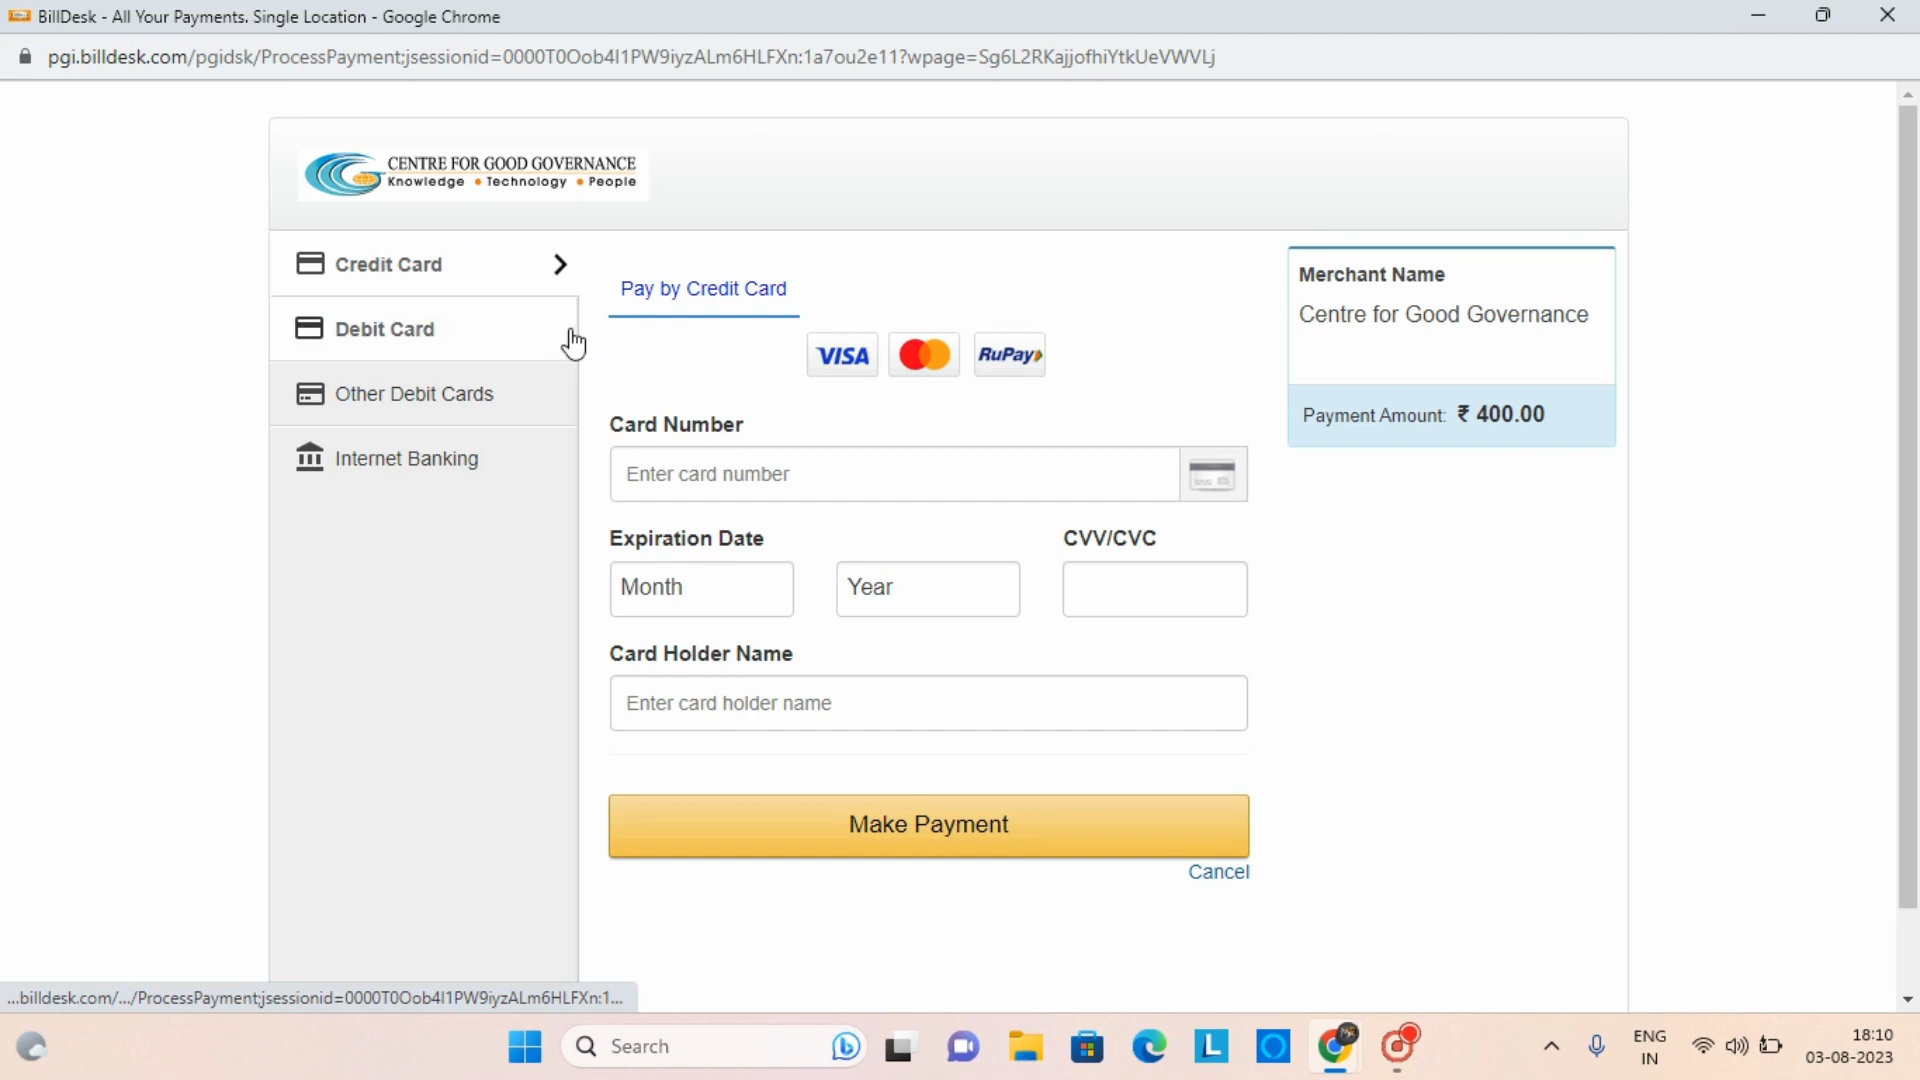 BillDesk - All Your Payments. Single Location - Google Chrome
pgi.billdesk.com/pgidsk/ProcessPayment;jsessionid=0000T0Oob4I1PW9iyzALm6HLFXn:1a7ou2e11?wpage=Sg6L2RKajjofhiYtkUeVWVLj
CENTRE FOR GOOD GOVERNANCE
Knowledge • Technology • People
Credit Card
Debit Card
Other Debit Cards
Internet Banking
Pay by Credit Card
VISA RuPay
Card Number
Enter card number
Expiration Date CVV/CVC
Month Year
Card Holder Name
Enter card holder name
Make Payment
Cancel
Merchant Name
Centre for Good Governance
Payment Amount: ₹ 400.00
...billdesk.com/.../ProcessPayment;jsessionid=0000T0Oob4I1PW9iyzALm6HLFXn:1...
Search
ENG
IN
18:10
03-08-2023